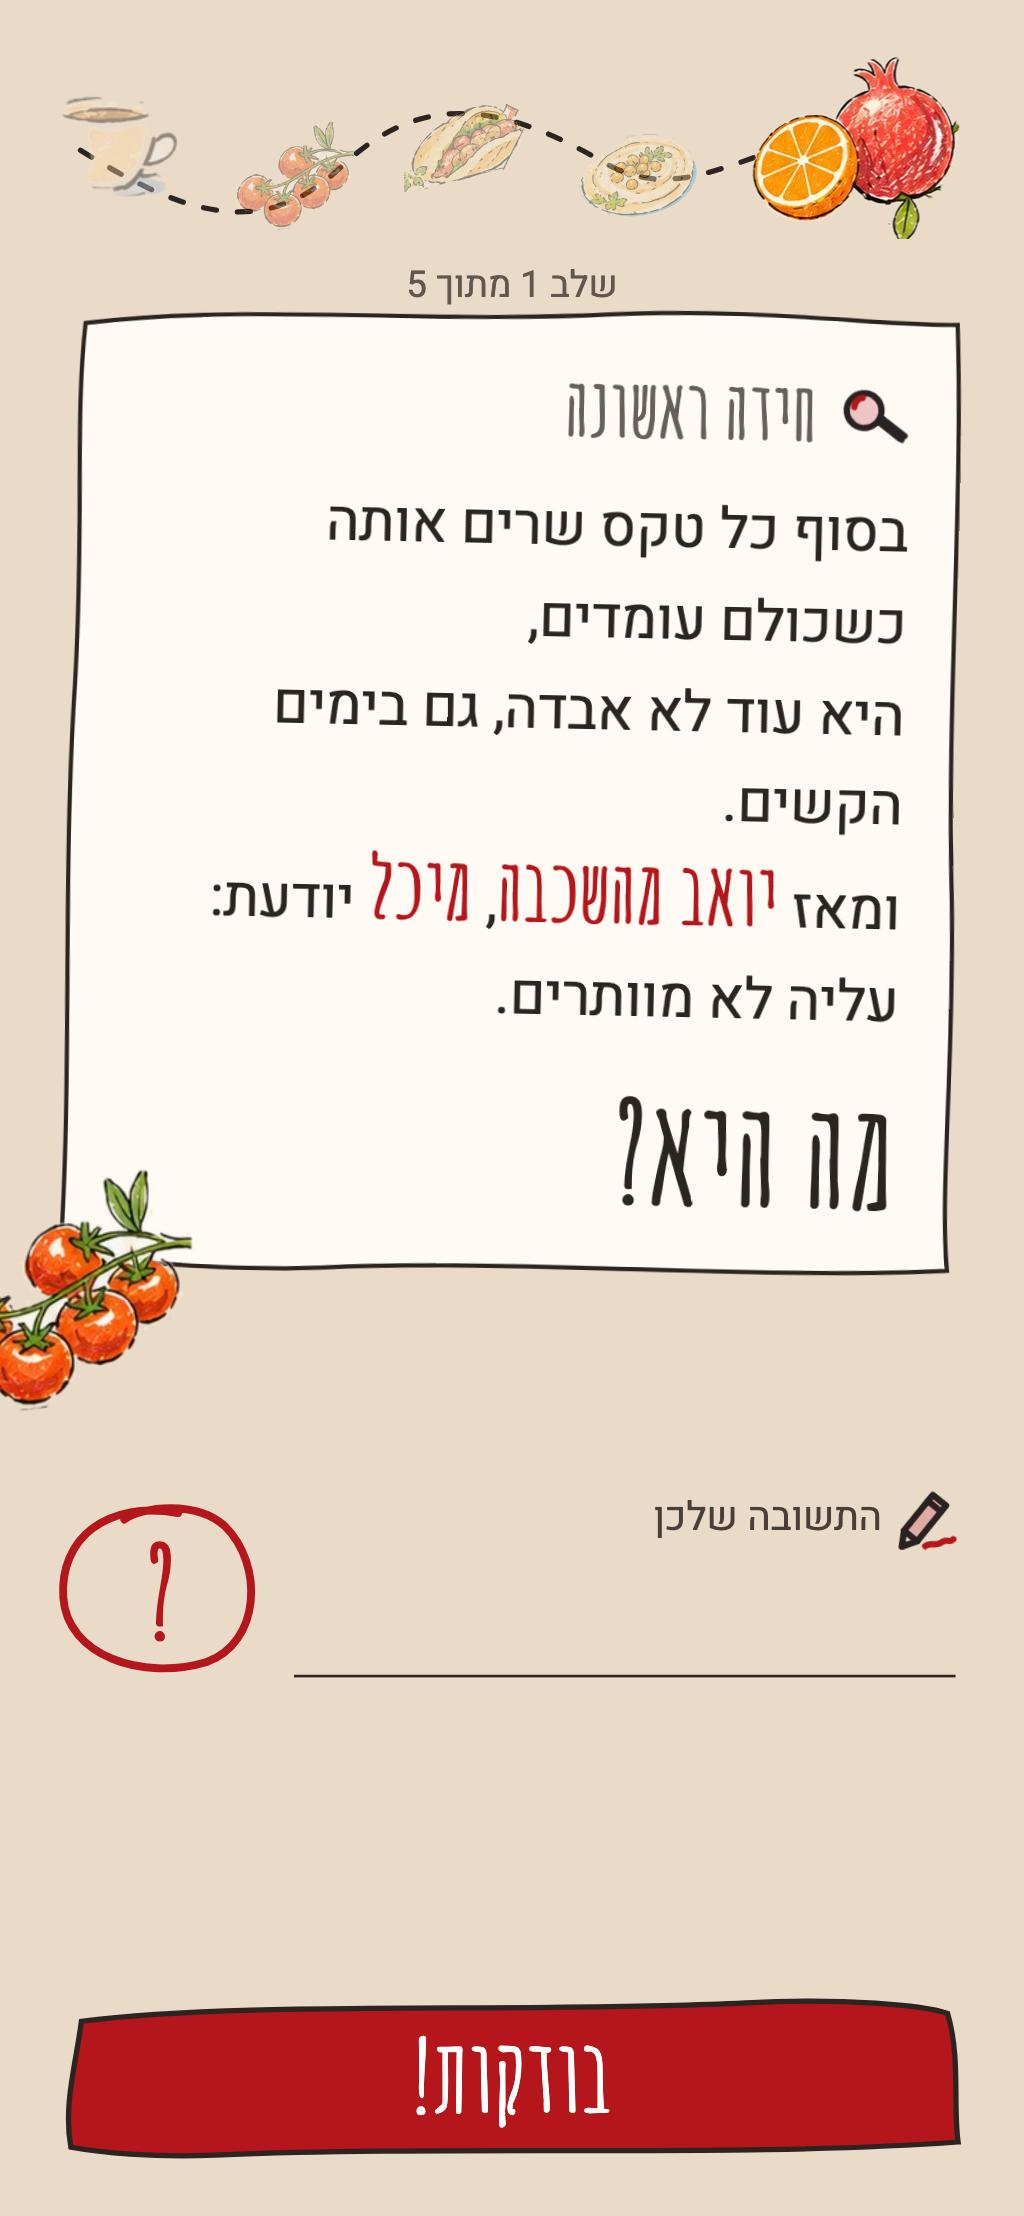 שלב 1 מתוך 5
חידה ראשונה
בסוף כל טקס שרים אותה
כשכולם עומדים,
היא עוד לא אבדה, גם בימים
הקשים.
ומאז יואב מהשכבה, מיכל יודעת:
עליה לא מוותרים.
מה היא?
התשובה שלכן
?
בודקות!